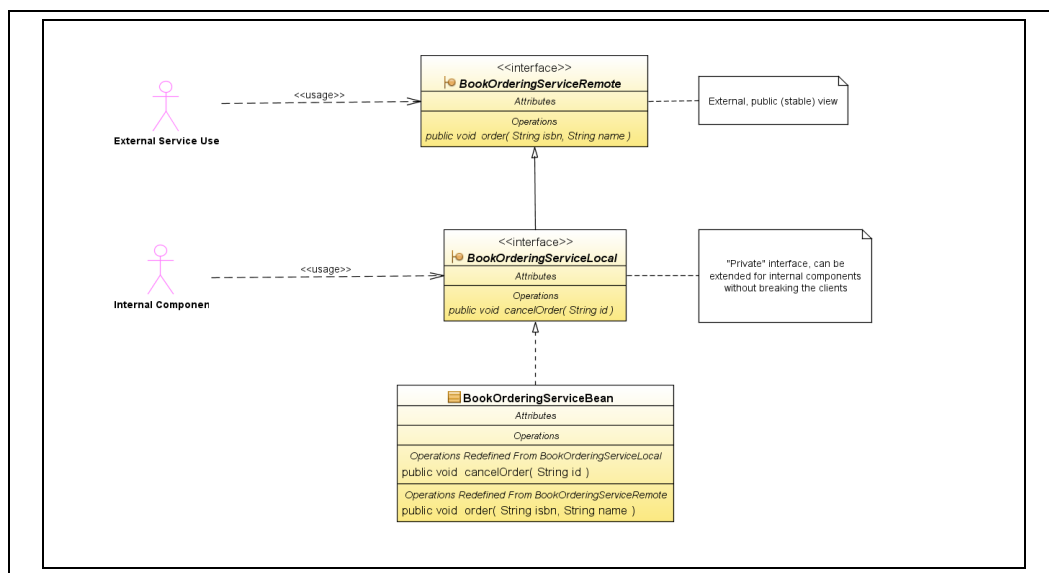 <<interface>>
BookOrderingServiceRemote
Attributes
Operations
public void order( String isbn, String name )
<<usage>>
External Service Use
External, public (stable) view
<<interface>>
BookOrderingServiceLocal
Attributes
Operations
public void cancelOrder( String id )
<<usage>>
Internal Componen
"Private" interface, can be
extended for internal components
without breaking the clients
BookOrderingServiceBean
Attributes
Operations
Operations Redefined From BookOrderingServiceLocal
public void cancelOrder( String id )
Operations Redefined From BookOrderingServiceRemote
public void order( String isbn, String name )